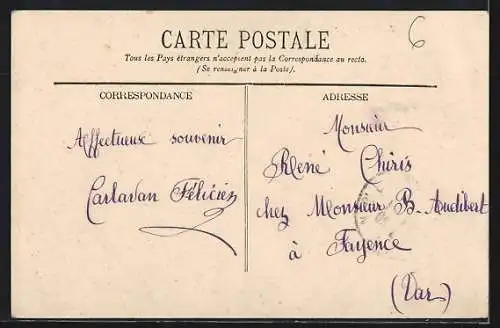 6
CARTE POSTALE
Tous les Pays étrangers n'acceptent pas la Correspondance au recto.
(Se renseigner à la Poste).
CORRESPONDANCE
Affectueux souvenir
Carlavan Félicien
ADRESSE
Monsieur
René Chiris
chez Monsieur B. Audibert
à Fayence
(Var)